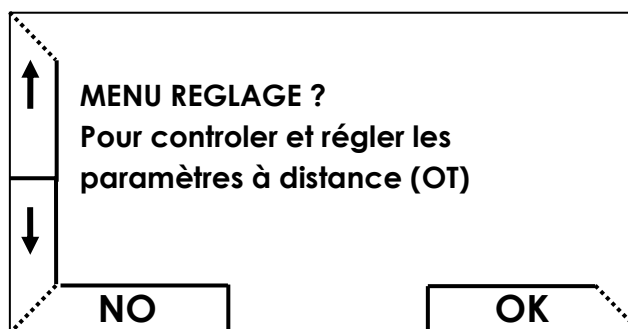 MENU REGLAGE ?
Pour controler et régler les
paramètres à distance (OT)
NO
OK